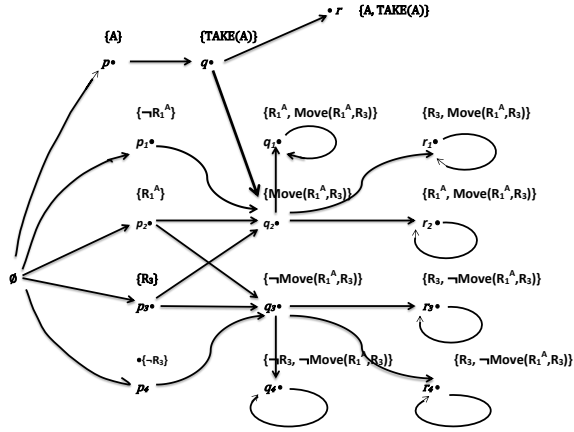 • r {A, TAKE(A)}
{A} {TAKE(A)}
p• q•
{¬R₁ᴬ} {R₁ᴬ, Move(R₁ᴬ,R₃)} {R₃, Move(R₁ᴬ,R₃)}
p₁• q₁• r₁•
{R₁ᴬ} {Move(R₁ᴬ,R₃)} {R₁ᴬ, Move(R₁ᴬ,R₃)}
p₂• q₂• r₂•
∅ {R₃} {¬Move(R₁ᴬ,R₃)} {R₃, ¬Move(R₁ᴬ,R₃)}
p₃• q₃• r₃•
•{¬R₃} {¬R₃, ¬Move(R₁ᴬ,R₃)} {R₃, ¬Move(R₁ᴬ,R₃)}
p₄ q₄• r₄•